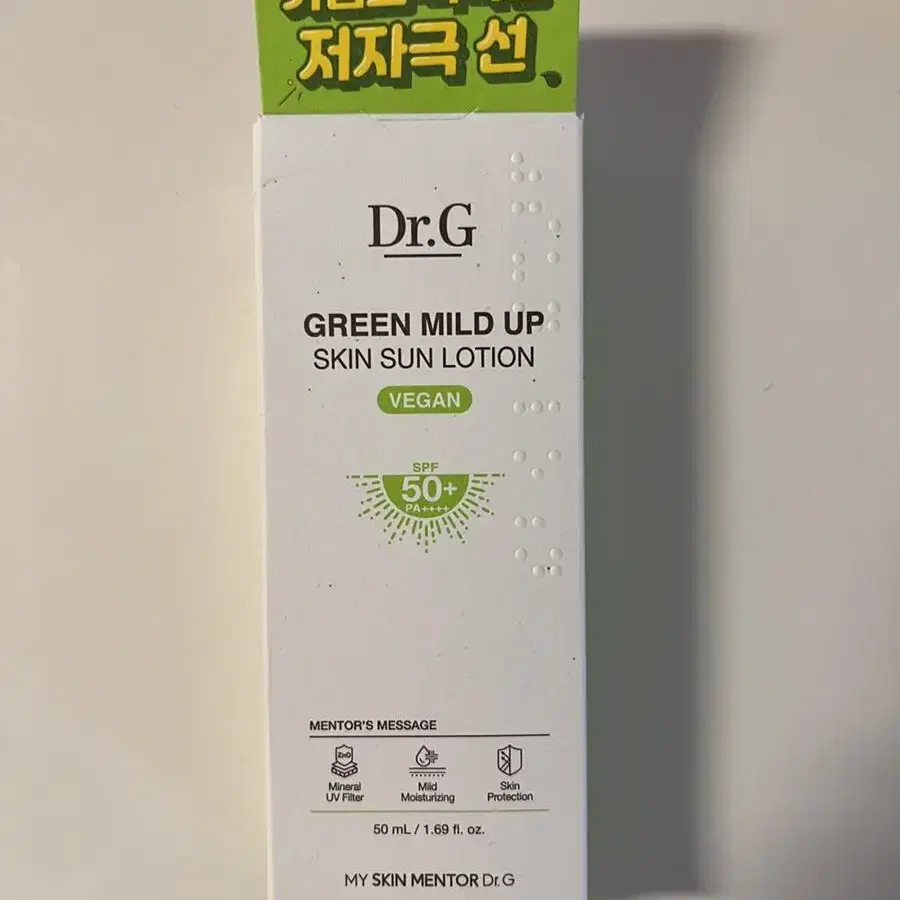 저자극 선
Dr.G
GREEN MILD UP
SKIN SUN LOTION
VEGAN
SPF
50+
PA++++
MENTOR'S MESSAGE
ZnO
Mineral
UV Filter
Mild
Moisturizing
Skin
Protection
50 mL / 1.69 fl. oz.
MY SKIN MENTOR Dr.G